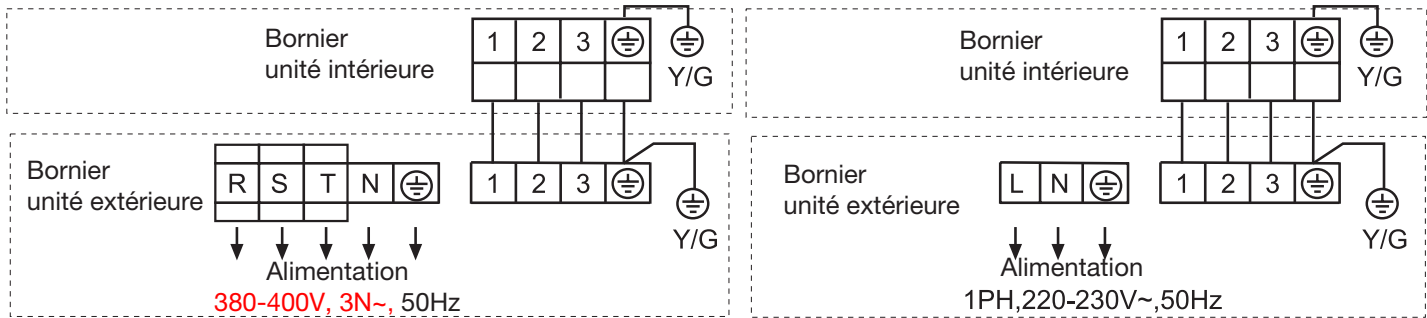 Bornier
unité intérieure
1 2 3
Y/G
Bornier
unité extérieure
R S T N
1 2 3
Y/G
Alimentation
380-400V, 3N~, 50Hz
Bornier
unité intérieure
1 2 3
Y/G
Bornier
unité extérieure
L N
1 2 3
Y/G
Alimentation
1PH,220-230V~,50Hz